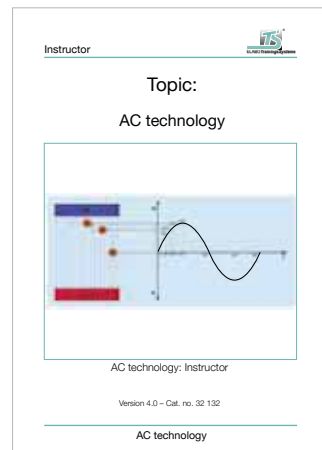 Instructor
Topic:
AC technology
AC technology: Instructor
Version 4.0 – Cat. no. 32 132
AC technology